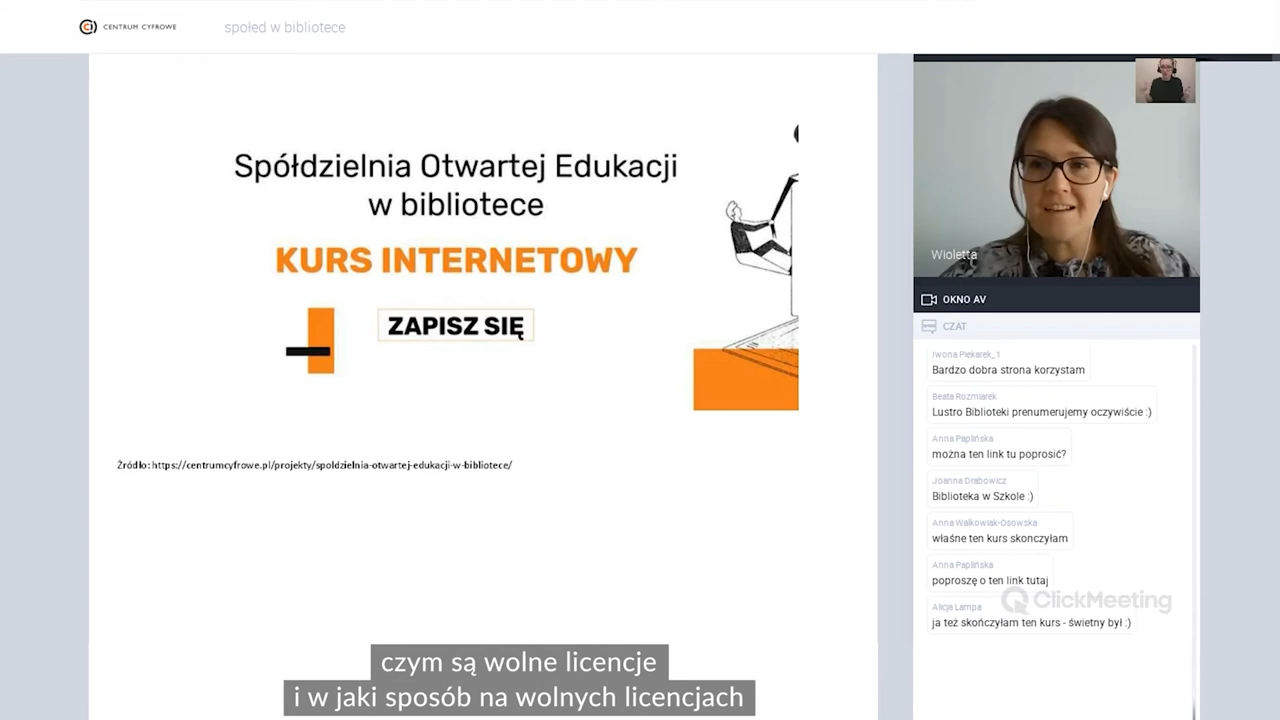 CENTRUM CYFROWE
społed w bibliotece
Spółdzielnia Otwartej Edukacji
w bibliotece
KURS INTERNETOWY
ZAPISZ SIĘ
Źródło: https://centrumcyfrowe.pl/projekty/spoldzielnia-otwartej-edukacji-w-bibliotece/
czym są wolne licencje
i w jaki sposób na wolnych licencjach
Wioletta
OKNO AV
CZAT
Iwona Piekarek_1
Bardzo dobra strona korzystam
Beata Rozmiarek
Lustro Biblioteki prenumerujemy oczywiście :)
Anna Paplińska
można ten link tu poprosić?
Joanna Drabowicz
Biblioteka w Szkole :)
Anna Walkowiak-Osowska
właśne ten kurs skonczyłam
Anna Paplińska
poproszę o ten link tutaj
Alicja Lampa
ja też skończyłam ten kurs - świetny był :)
ClickMeeting